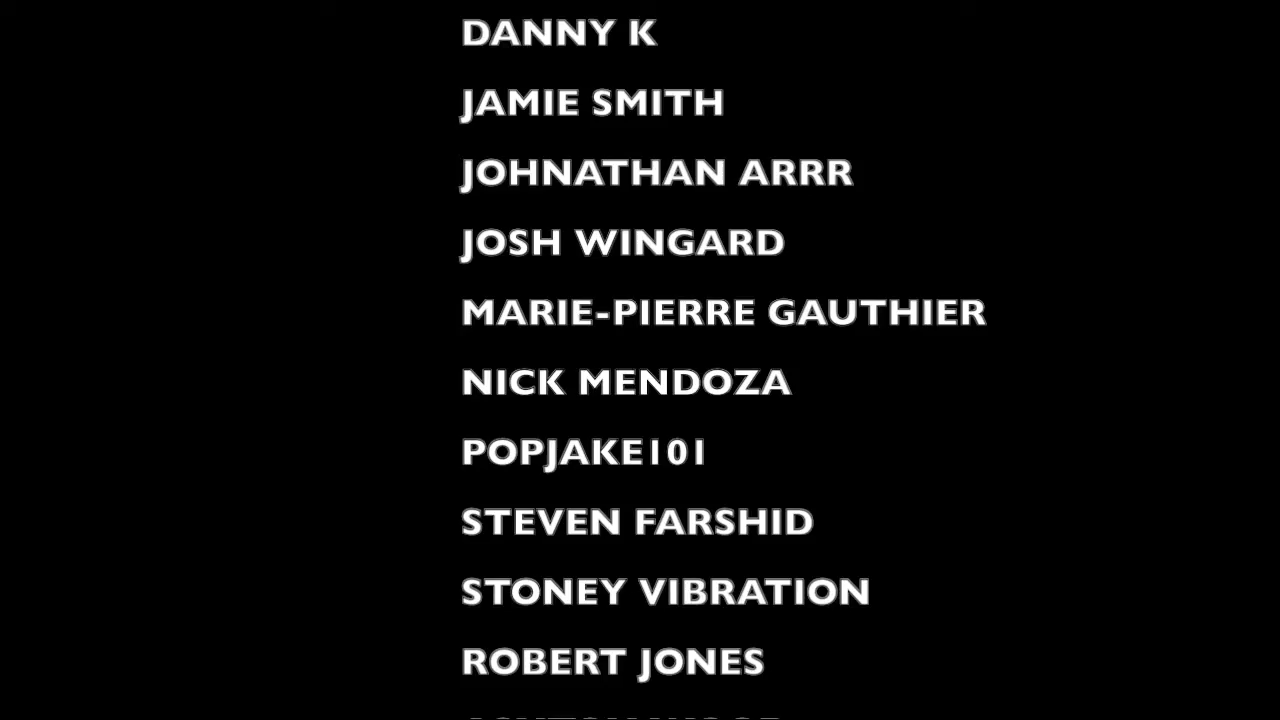 DANNY K
JAMIE SMITH
JOHNATHAN ARRR
JOSH WINGARD
MARIE-PIERRE GAUTHIER
NICK MENDOZA
POPJAKE101
STEVEN FARSHID
STONEY VIBRATION
ROBERT JONES